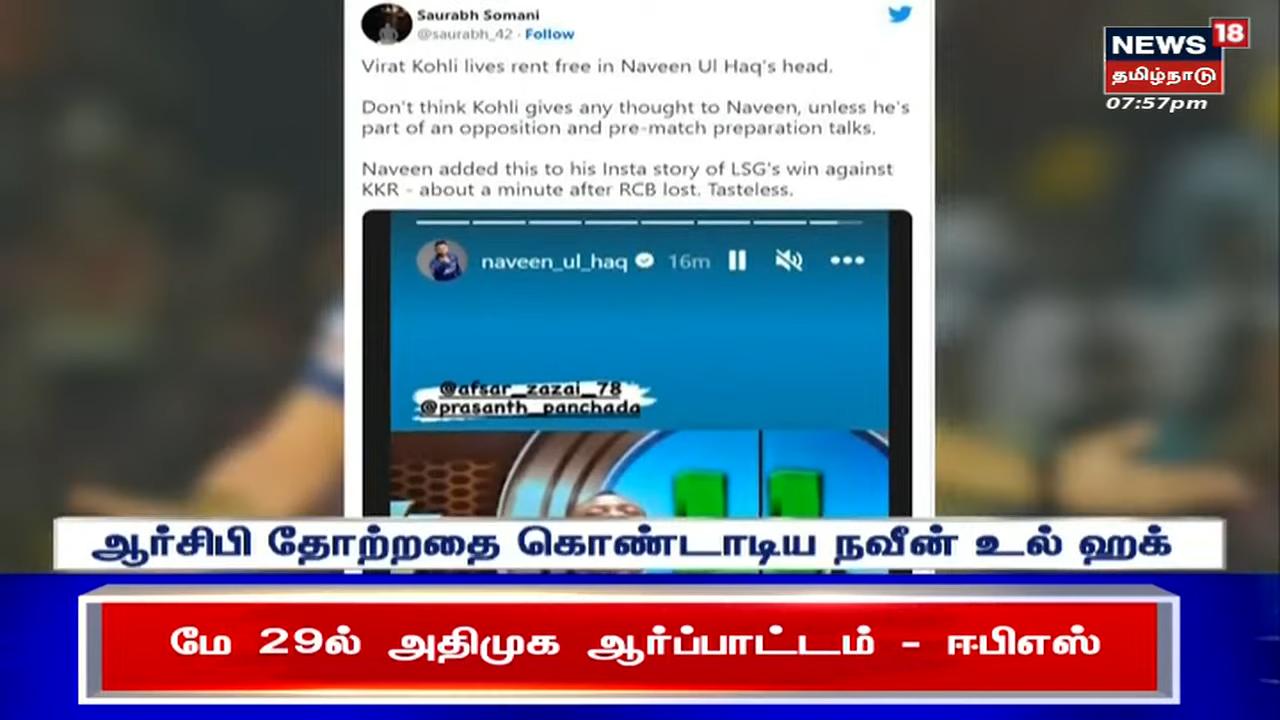 Saurabh Somani
@saurabh_42 · Follow
Virat Kohli lives rent free in Naveen Ul Haq's head.
Don't think Kohli gives any thought to Naveen, unless he's
part of an opposition and pre-match preparation talks.
Naveen added this to his Insta story of LSG's win against
KKR - about a minute after RCB lost. Tasteless.
NEWS 18
தமிழ்நாடு
07:57pm
naveen_ul_haq 16m
@afsar_zazai_78
@prasanth_panchada
ஆர்சிபி தோற்றதை கொண்டாடிய நவீன் உல் ஹக்
மே 29ல் அதிமுக ஆர்ப்பாட்டம் - ஈபிஎஸ்